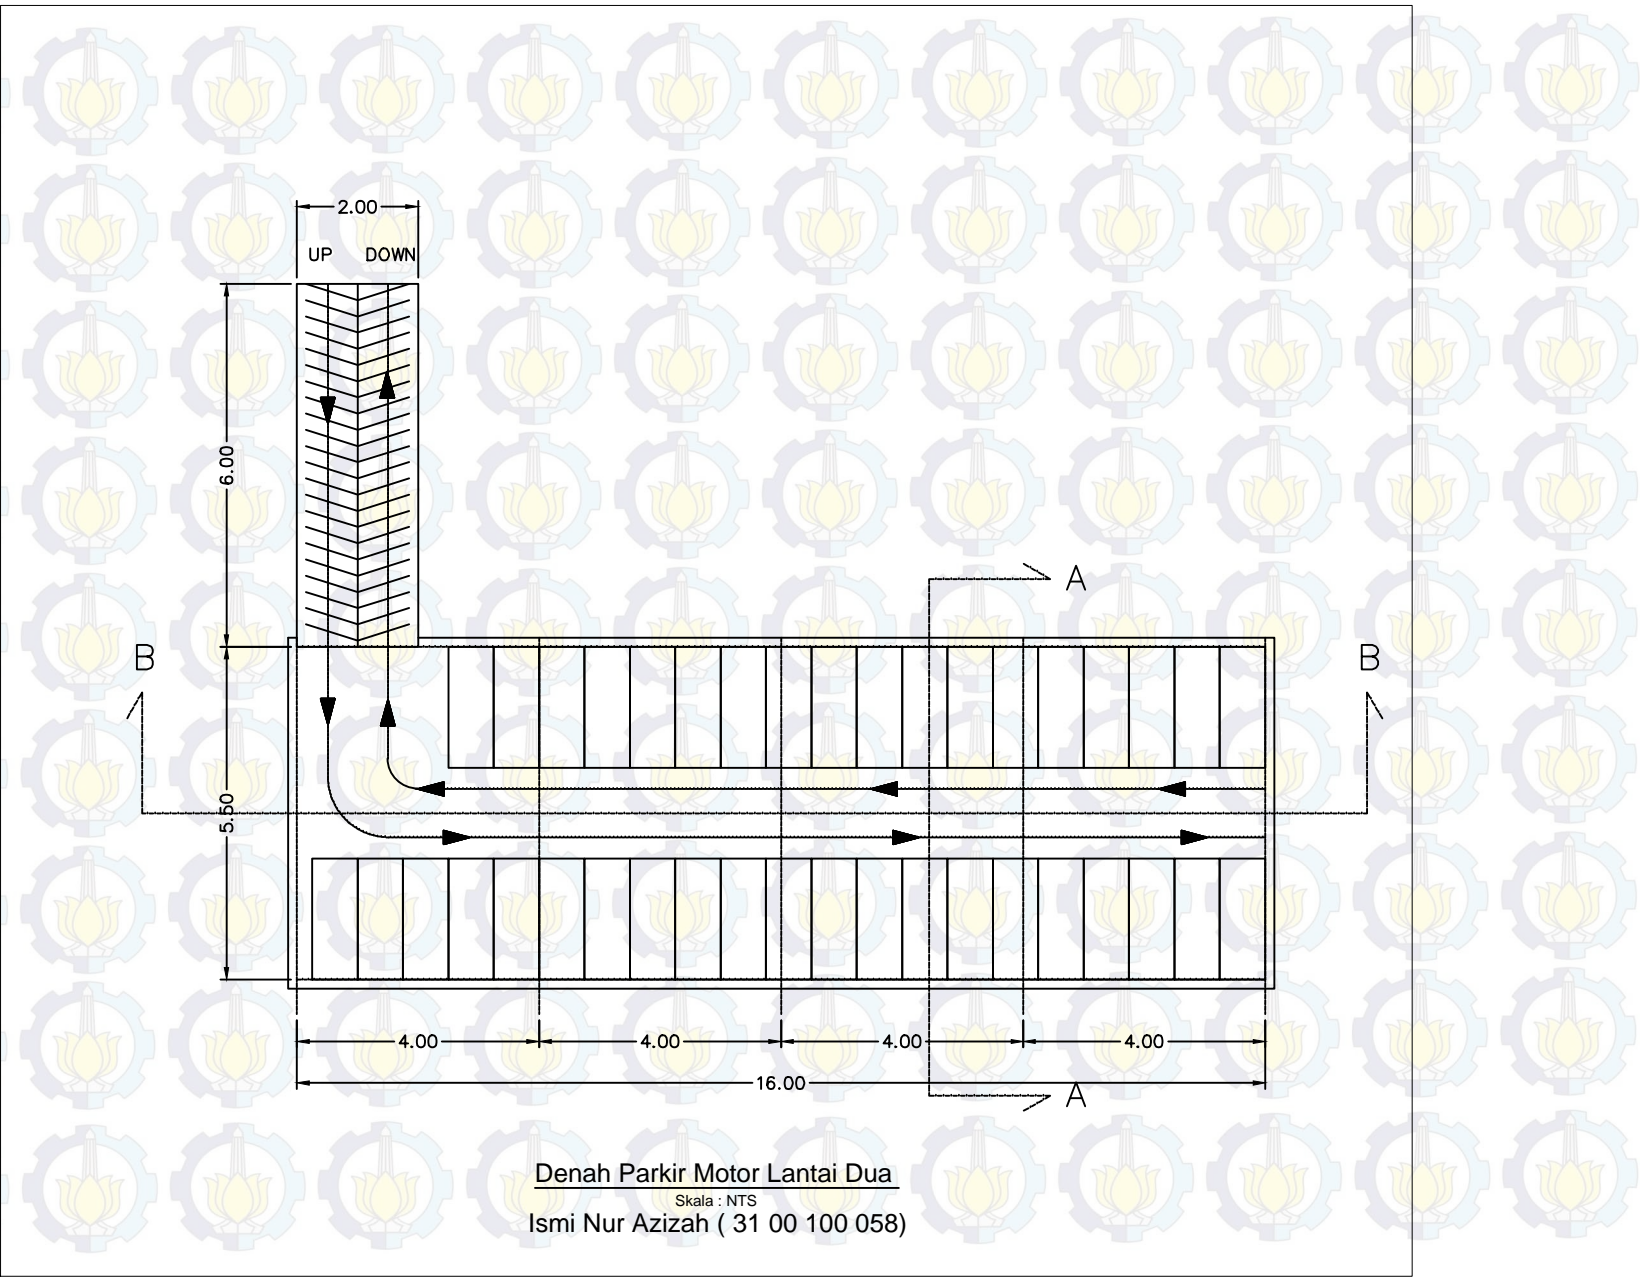 2.00
UP DOWN
6.00
A
B B
5.50
4.00 4.00 4.00 4.00
16.00
A
Denah Parkir Motor Lantai Dua
Skala : NTS
Ismi Nur Azizah ( 31 00 100 058)